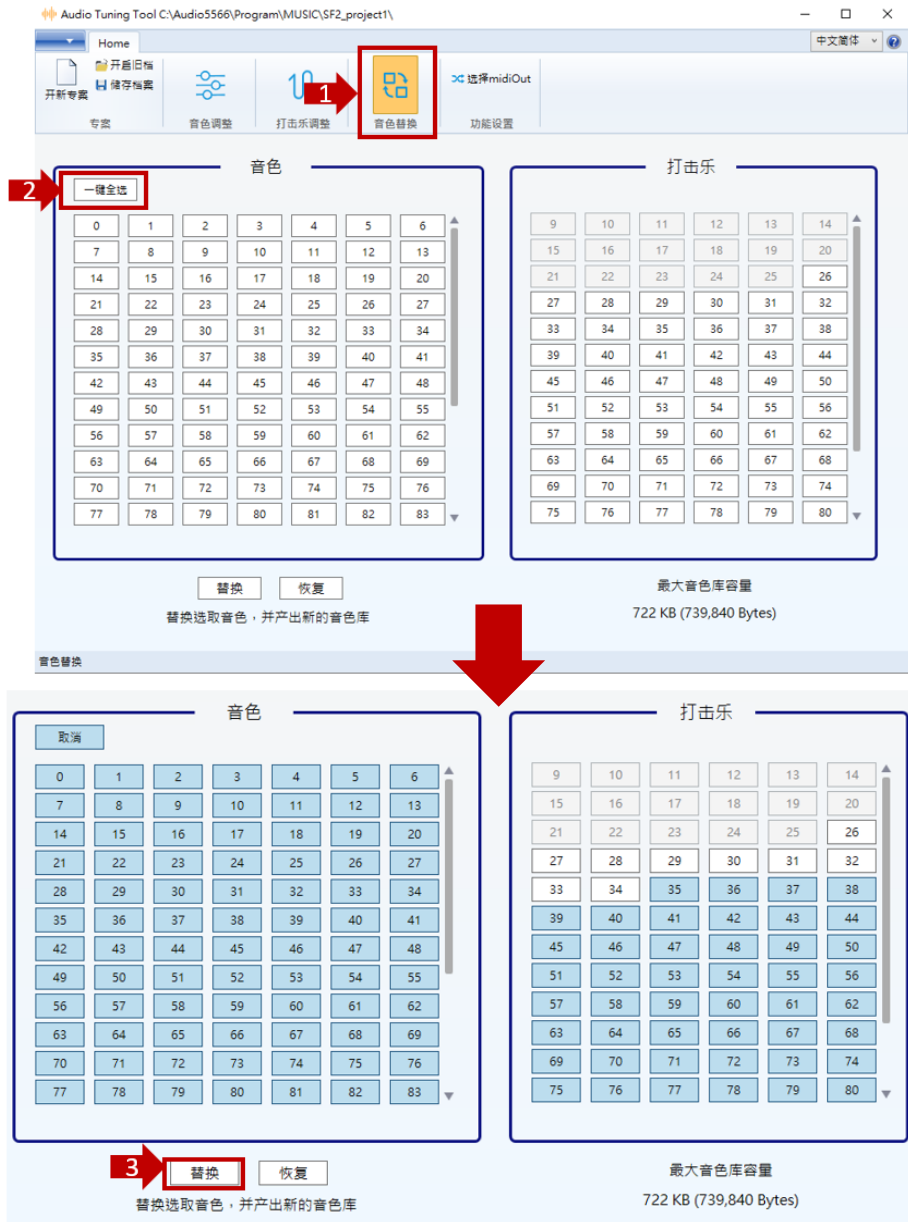 Audio Tuning Tool C:\Audio5566\Program\MUSIC\SF2_project1\
Home
中文简体
开新专案
开启旧档
储存档案
专案
音色调整
打击乐调整
1
音色替换
选择midiOut
功能设置
音色
2
一键全选
0 1 2 3 4 5 6
7 8 9 10 11 12 13
14 15 16 17 18 19 20
21 22 23 24 25 26 27
28 29 30 31 32 33 34
35 36 37 38 39 40 41
42 43 44 45 46 47 48
49 50 51 52 53 54 55
56 57 58 59 60 61 62
63 64 65 66 67 68 69
70 71 72 73 74 75 76
77 78 79 80 81 82 83
打击乐
9 10 11 12 13 14
15 16 17 18 19 20
21 22 23 24 25 26
27 28 29 30 31 32
33 34 35 36 37 38
39 40 41 42 43 44
45 46 47 48 49 50
51 52 53 54 55 56
57 58 59 60 61 62
63 64 65 66 67 68
69 70 71 72 73 74
75 76 77 78 79 80
替换 恢复
替换选取音色，并产出新的音色库
最大音色库容量
722 KB (739,840 Bytes)
音色替换
音色
取消
0 1 2 3 4 5 6
7 8 9 10 11 12 13
14 15 16 17 18 19 20
21 22 23 24 25 26 27
28 29 30 31 32 33 34
35 36 37 38 39 40 41
42 43 44 45 46 47 48
49 50 51 52 53 54 55
56 57 58 59 60 61 62
63 64 65 66 67 68 69
70 71 72 73 74 75 76
77 78 79 80 81 82 83
打击乐
9 10 11 12 13 14
15 16 17 18 19 20
21 22 23 24 25 26
27 28 29 30 31 32
33 34 35 36 37 38
39 40 41 42 43 44
45 46 47 48 49 50
51 52 53 54 55 56
57 58 59 60 61 62
63 64 65 66 67 68
69 70 71 72 73 74
75 76 77 78 79 80
3
替换 恢复
替换选取音色，并产出新的音色库
最大音色库容量
722 KB (739,840 Bytes)